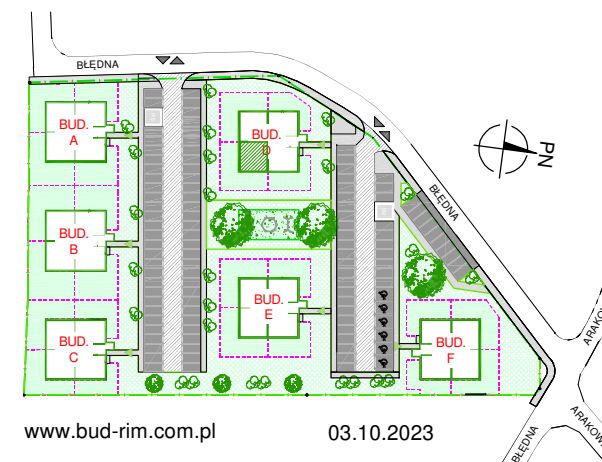 BŁĘDNA
BUD.
A
BUD.
D
PN
BŁĘDNA
BUD.
B
BUD.
E
BUD.
C
BUD.
F
www.bud-rim.com.pl
03.10.2023
BŁĘDNA